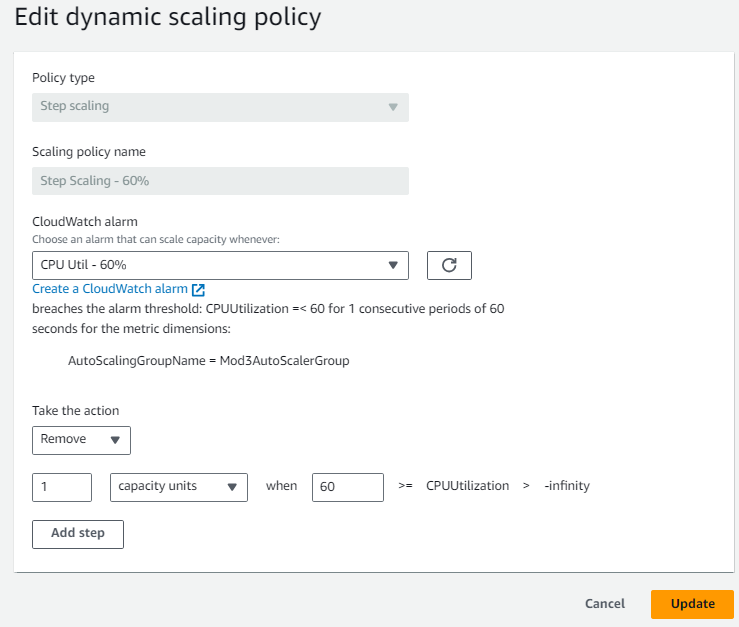 Edit dynamic scaling policy
Policy type
Step scaling
Scaling policy name
Step Scaling - 60%
CloudWatch alarm
Choose an alarm that can scale capacity whenever:
CPU Util - 60%
Create a CloudWatch alarm
breaches the alarm threshold: CPUUtilization =< 60 for 1 consecutive periods of 60
seconds for the metric dimensions:
AutoScalingGroupName = Mod3AutoScalerGroup
Take the action
Remove
1 capacity units when 60 >= CPUUtilization > -infinity
Add step
Cancel Update